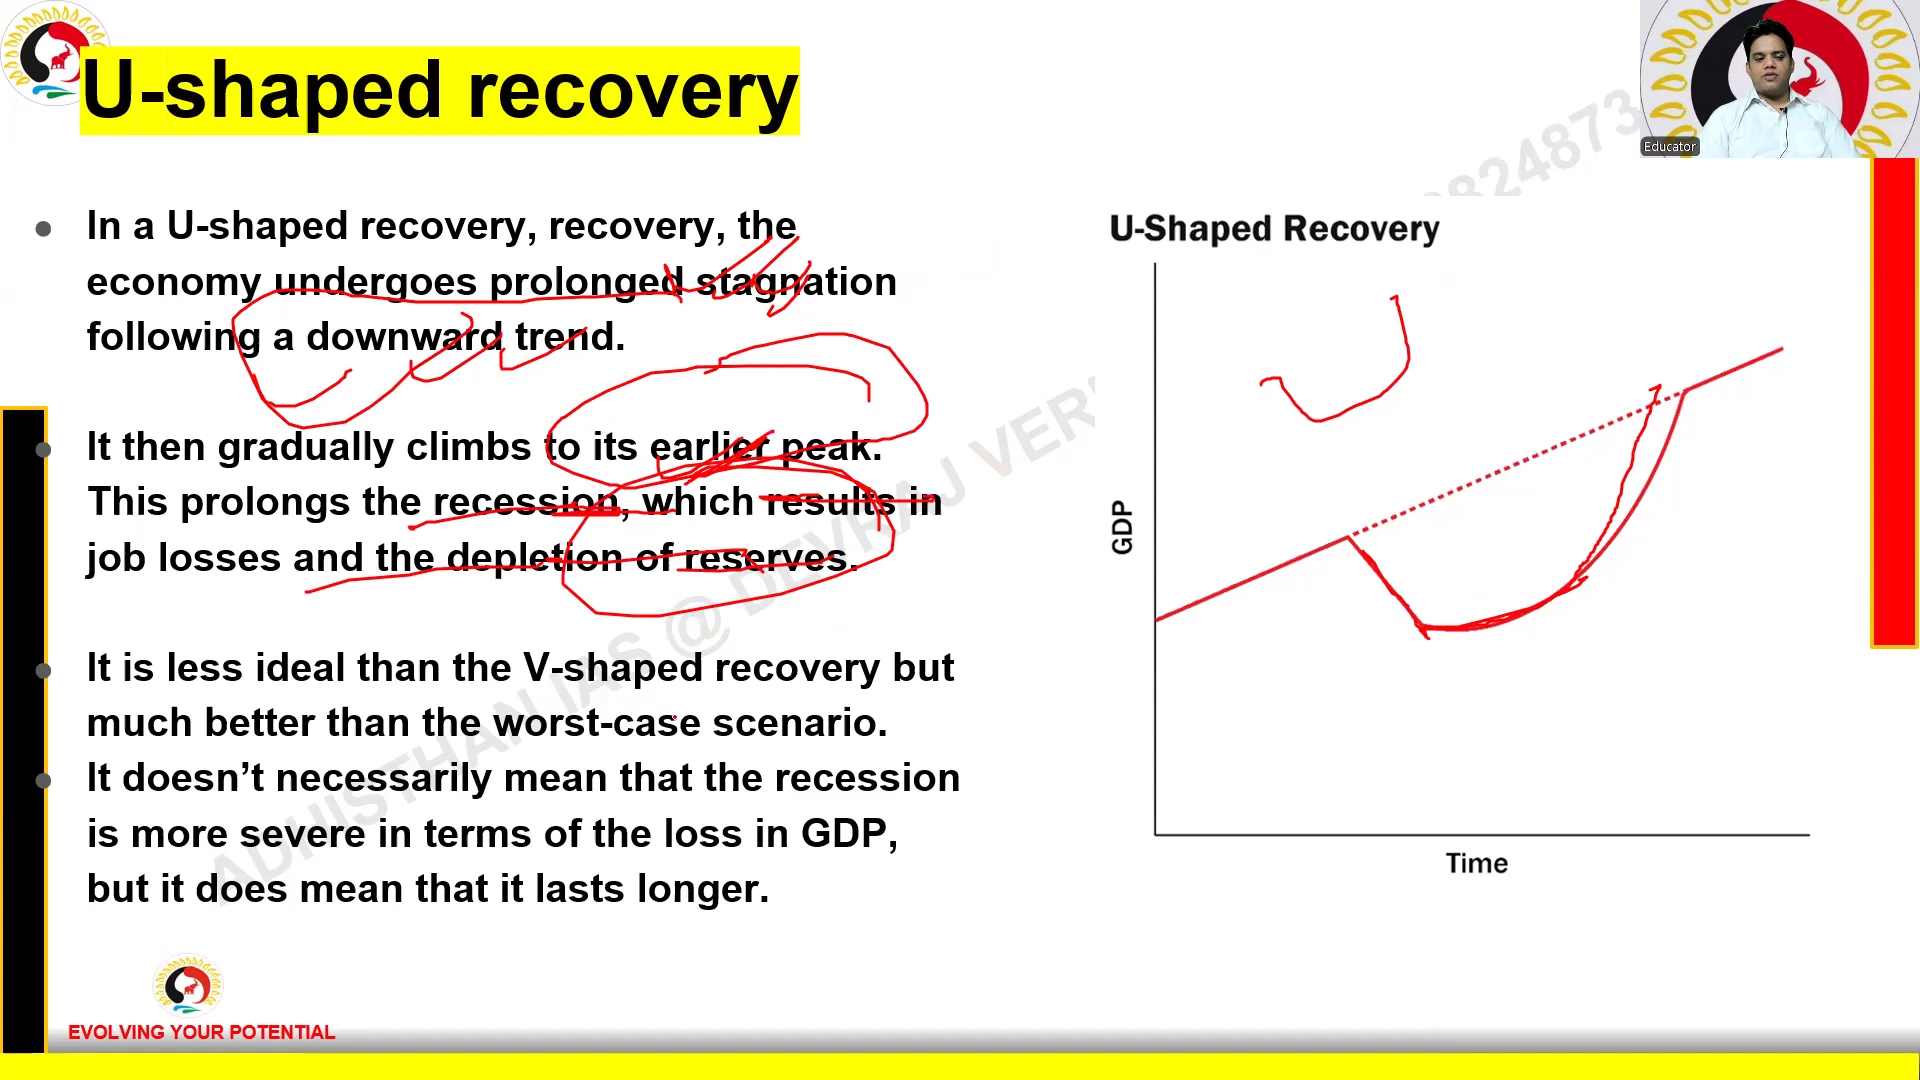 U-shaped recovery
Educator
In a U-shaped recovery, recovery, the
economy undergoes prolonged stagnation
following a downward trend.
It then gradually climbs to its earlier peak.
This prolongs the recession, which results in
job losses and the depletion of reserves.
It is less ideal than the V-shaped recovery but
much better than the worst-case scenario.
It doesn’t necessarily mean that the recession
is more severe in terms of the loss in GDP,
but it does mean that it lasts longer.
U-Shaped Recovery
GDP
Time
ADHISTHAN IAS @ DEVRAJ
EVOLVING YOUR POTENTIAL